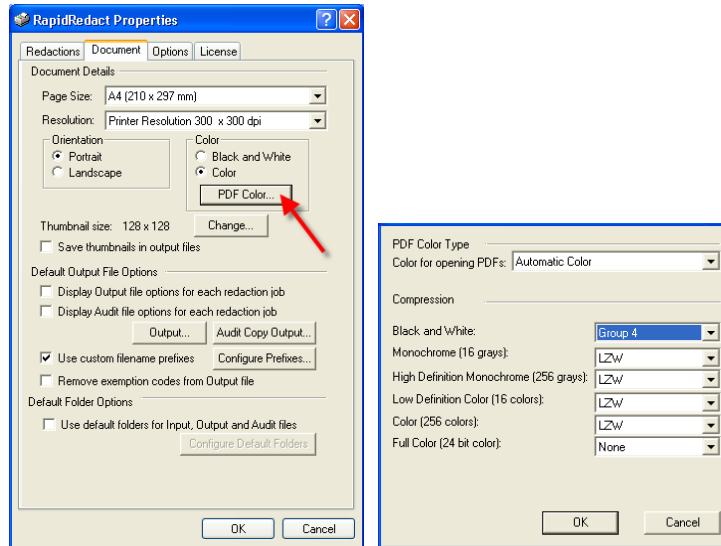 RapidRedact Properties
Redactions Document Options License
Document Details
Page Size: A4 (210 x 297 mm)
Resolution: Printer Resolution 300 x 300 dpi
Orientation
Portrait
Landscape
Color
Black and White
Color
PDF Color...
Thumbnail size: 128 x 128 Change...
Save thumbnails in output files
Default Output File Options
Display Output file options for each redaction job
Display Audit file options for each redaction job
Output... Audit Copy Output...
Use custom filename prefixes Configure Prefixes...
Remove exemption codes from Output file
Default Folder Options
Use default folders for Input, Output and Audit files
Configure Default Folders
OK Cancel
PDF Color Type
Color for opening PDFs: Automatic Color
Compression
Black and White: Group 4
Monochrome (16 grays): LZW
High Definition Monochrome (256 grays): LZW
Low Definition Color (16 colors): LZW
Color (256 colors): LZW
Full Color (24 bit color): None
OK Cancel